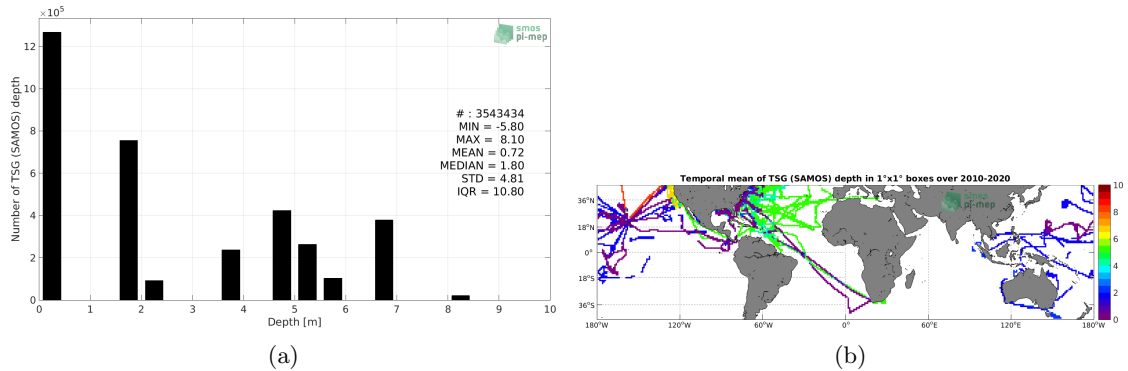 ×10⁵
smos
pi-mep
12
10
8
6
4
2
0
Number of TSG (SAMOS) depth
# : 3543434
MIN = -5.80
MAX = 8.10
MEAN = 0.72
MEDIAN = 1.80
STD = 4.81
IQR = 10.80
0 1 2 3 4 5 6 7 8 9 10
Depth [m]
(a)
Temporal mean of TSG (SAMOS) depth in 1°x1° boxes over 2010-2020
smos
pi-mep
36°N
18°N
0°
18°S
36°S
180°W 120°W 60°W 0° 60°E 120°E 180°W
10
8
6
4
2
0
(b)